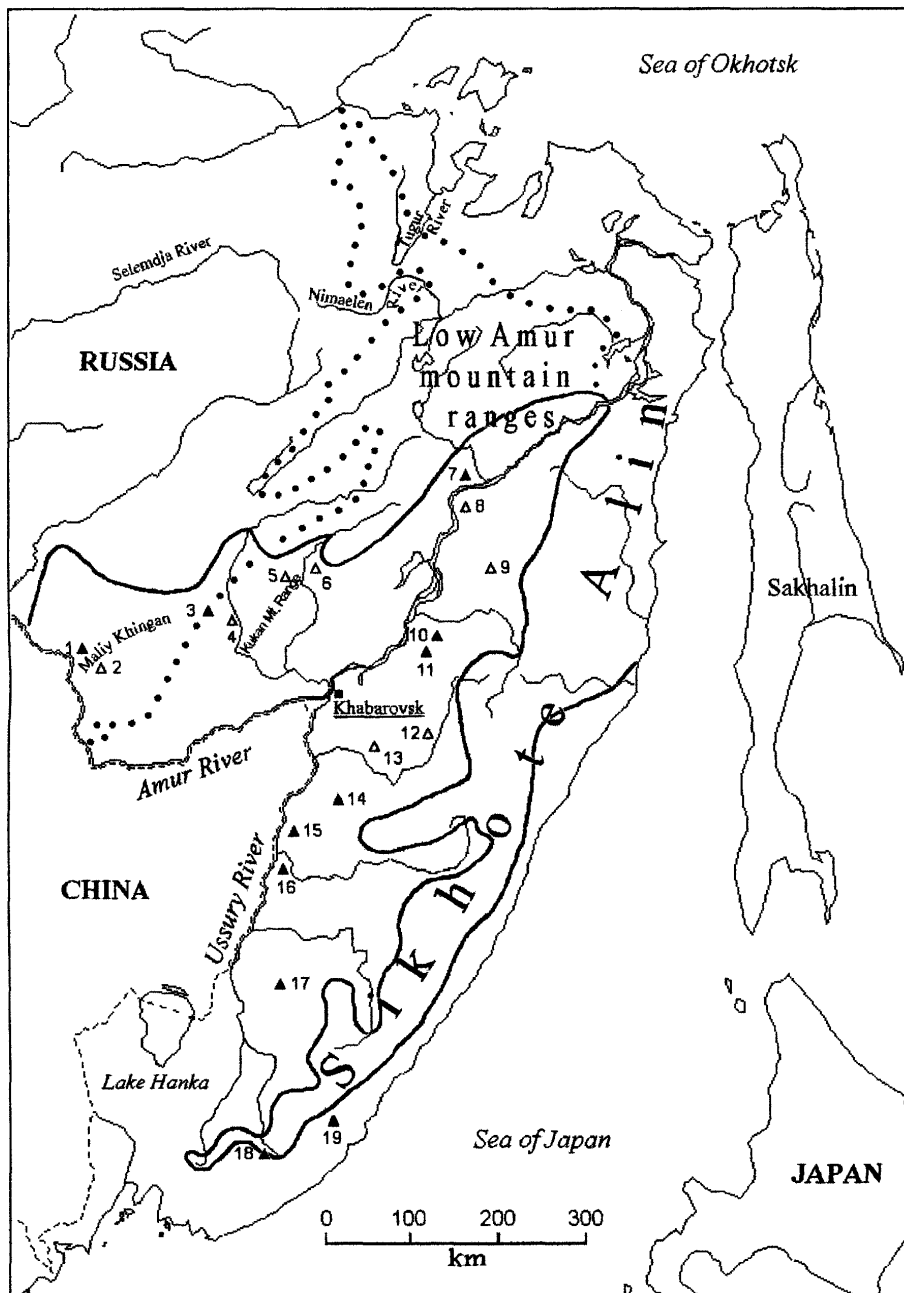 Sea of Okhotsk
Tugur River
Selemdja River
Nimaelen River
RUSSIA
Low Amur
mountain
ranges
7
8
9
5
6
Kukan Mt. Range
3
4
1
Maliy Khingan
2
10
11
Sakhalin
Khabarovsk
12
13
Amur River
14
15
16
CHINA
Ussury River
17
Sikhote Alin
Lake Hanka
18
19
Sea of Japan
JAPAN
0 100 200 300
km